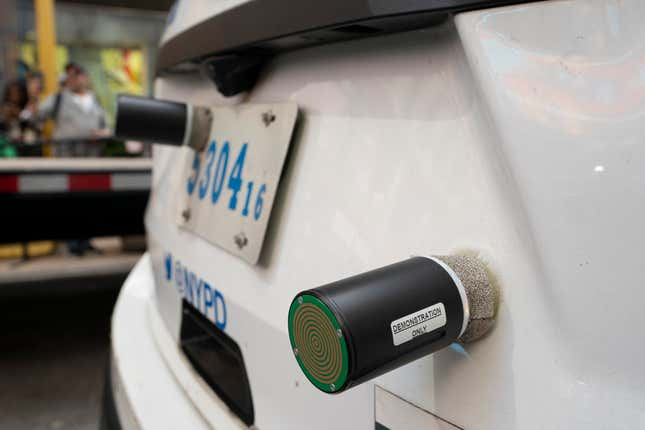 5304 16
@NYPD
DEMONSTRATION
ONLY